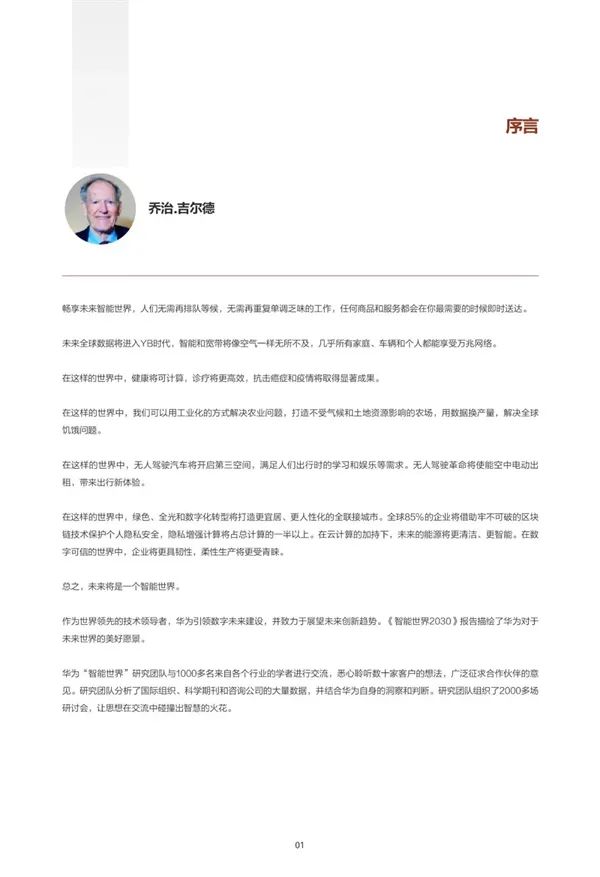 序言
乔治.吉尔德
畅享未来智能世界，人们无需再排队等候，无需再重复单调乏味的工作，任何商品和服务都会在你最需要的时候即时送达。
未来全球数据将进入YB时代，智能和宽带将像空气一样无所不及，几乎所有家庭、车辆和个人都能享受万兆网络。
在这样的世界中，健康将可计算，诊疗将更高效，抗击癌症和疫情将取得显著成果。
在这样的世界中，我们可以用工业化的方式解决农业问题，打造不受气候和土地资源影响的农场，用数据换产量，解决全球
饥饿问题。
在这样的世界中，无人驾驶汽车将开启第三空间，满足人们出行时的学习和娱乐等需求。无人驾驶革命将使能空中电动出
租，带来出行新体验。
在这样的世界中，绿色、全光和数字化转型将打造更宜居、更人性化的全联接城市。全球85%的企业将借助牢不可破的区块
链技术保护个人隐私安全，隐私增强计算将占总计算的一半以上。在云计算的加持下，未来的能源将更清洁、更智能。在数
字可信的世界中，企业将更具韧性，柔性生产将更受青睐。
总之，未来将是一个智能世界。
作为世界领先的技术领导者，华为引领数字未来建设，并致力于展望未来创新趋势。《智能世界2030》报告描绘了华为对于
未来世界的美好愿景。
华为“智能世界”研究团队与1000多名来自各个行业的学者进行交流，悉心聆听数十家客户的想法，广泛征求合作伙伴的意
见。研究团队分析了国际组织、科学期刊和咨询公司的大量数据，并结合华为自身的洞察和判断。研究团队组织了2000多场
研讨会，让思想在交流中碰撞出智慧的火花。
01